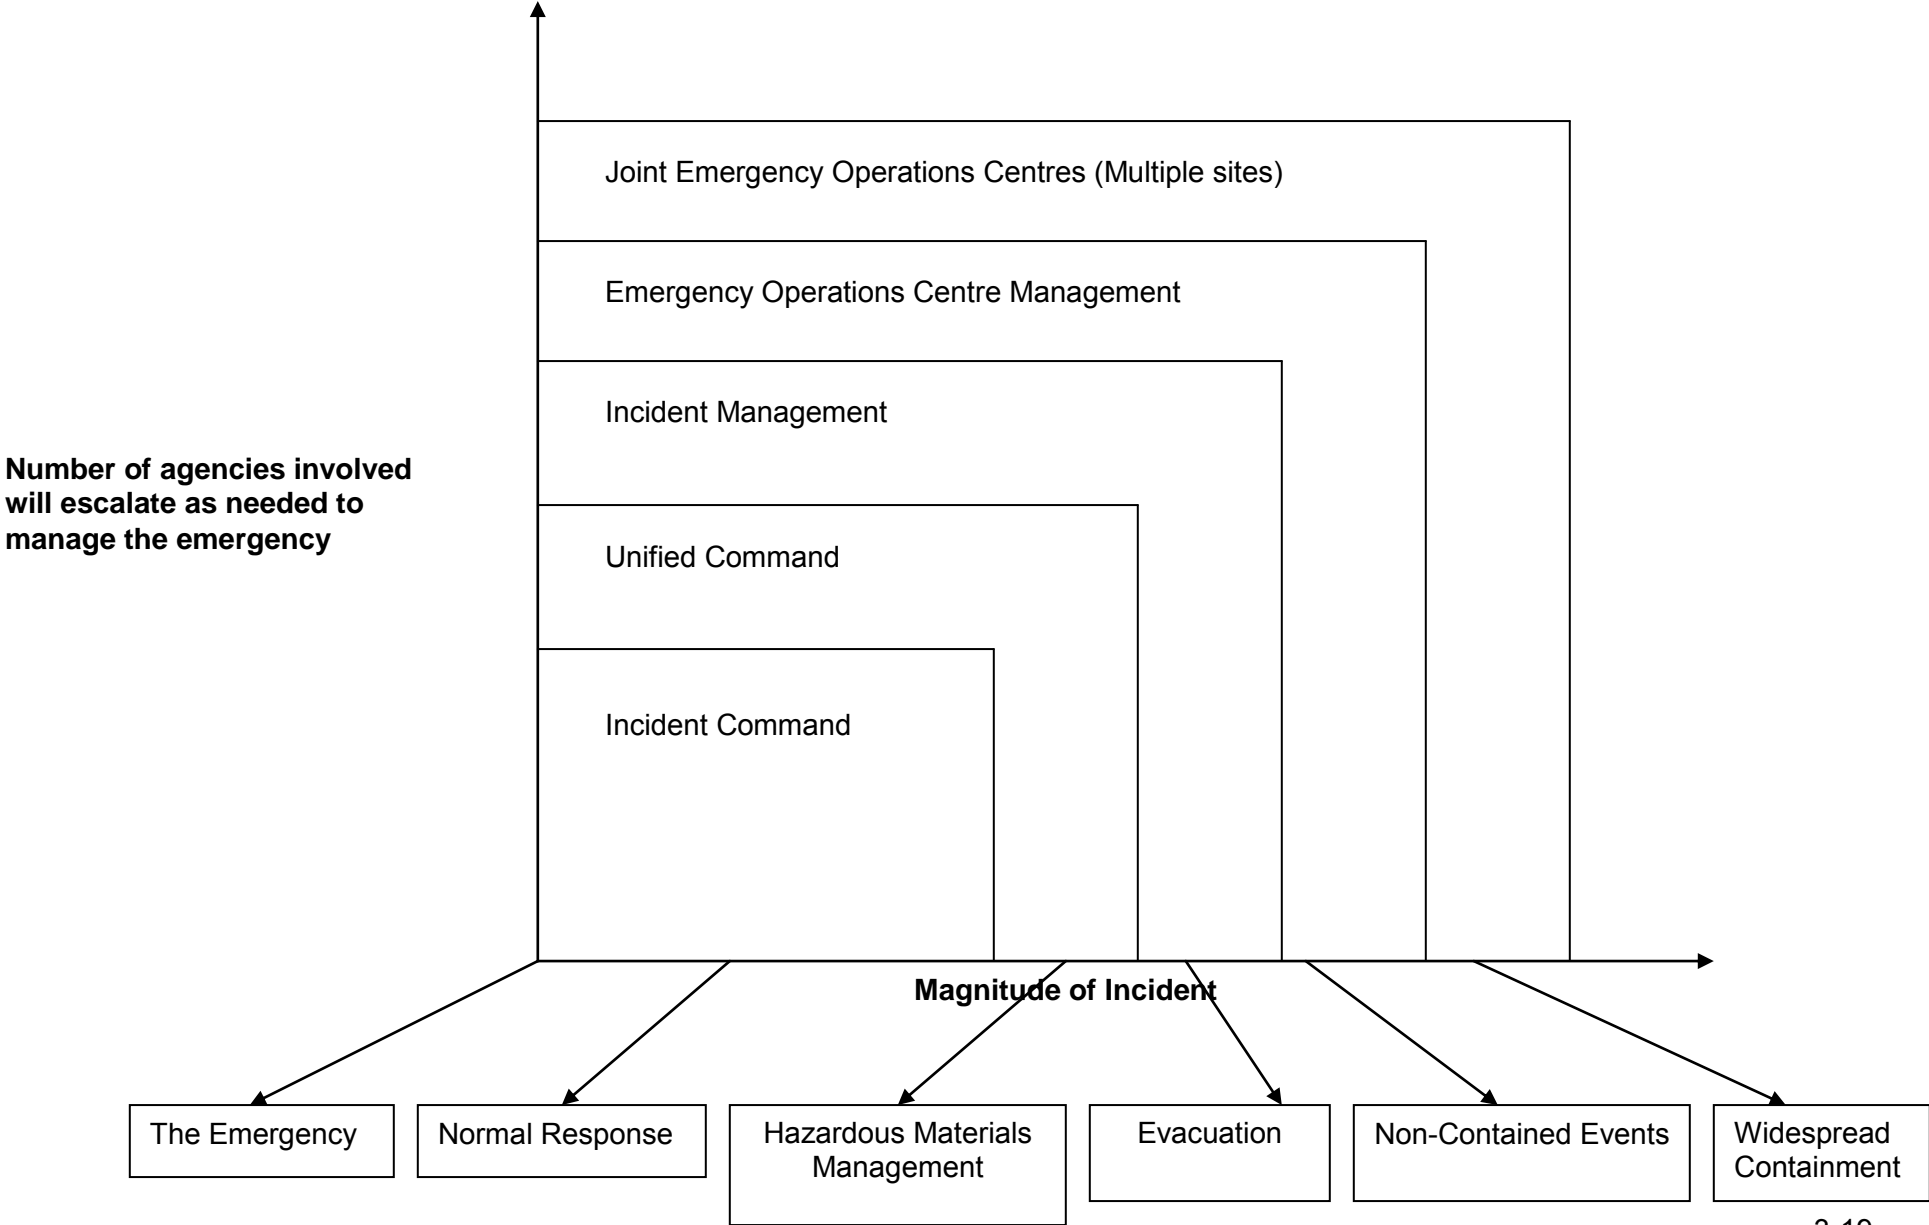 Joint Emergency Operations Centres (Multiple sites)
Emergency Operations Centre Management
Incident Management
Number of agencies involved
will escalate as needed to
manage the emergency
Unified Command
Incident Command
Magnitude of Incident
The Emergency
Normal Response
Hazardous Materials
Management
Evacuation
Non-Contained Events
Widespread
Containment